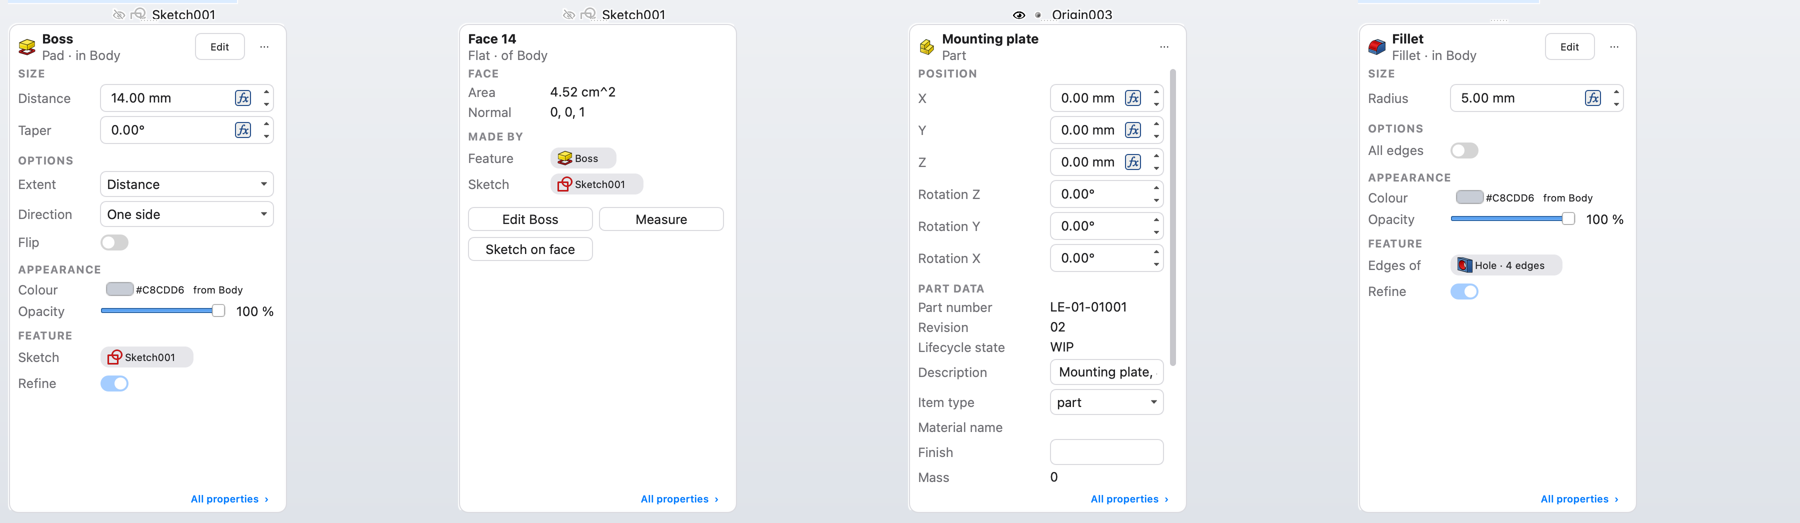 Sketch001
Boss
Pad · in Body
Edit
...
SIZE
Distance 14.00 mm fx
Taper 0.00° fx
OPTIONS
Extent Distance
Direction One side
Flip
APPEARANCE
Colour #C8CDD6 from Body
Opacity 100 %
FEATURE
Sketch Sketch001
Refine
All properties ›
Sketch001
Face 14
Flat · of Body
FACE
Area 4.52 cm^2
Normal 0, 0, 1
MADE BY
Feature Boss
Sketch Sketch001
Edit Boss Measure
Sketch on face
All properties ›
Origin003
Mounting plate
Part
...
POSITION
X 0.00 mm fx
Y 0.00 mm fx
Z 0.00 mm fx
Rotation Z 0.00°
Rotation Y 0.00°
Rotation X 0.00°
PART DATA
Part number LE-01-01001
Revision 02
Lifecycle state WIP
Description Mounting plate,
Item type part
Material name
Finish
Mass 0
All properties ›
Fillet
Fillet · in Body
Edit
...
SIZE
Radius 5.00 mm fx
OPTIONS
All edges
APPEARANCE
Colour #C8CDD6 from Body
Opacity 100 %
FEATURE
Edges of Hole · 4 edges
Refine
All properties ›